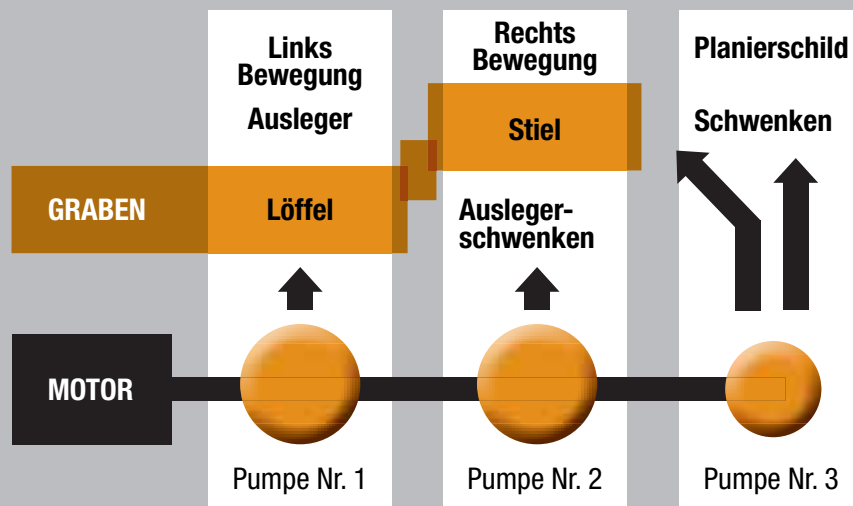 Links
Bewegung
Ausleger
Rechts
Bewegung
Stiel
Planierschild
Schwenken
GRABEN
Löffel
Ausleger-
schwenken
MOTOR
Pumpe Nr. 1
Pumpe Nr. 2
Pumpe Nr. 3